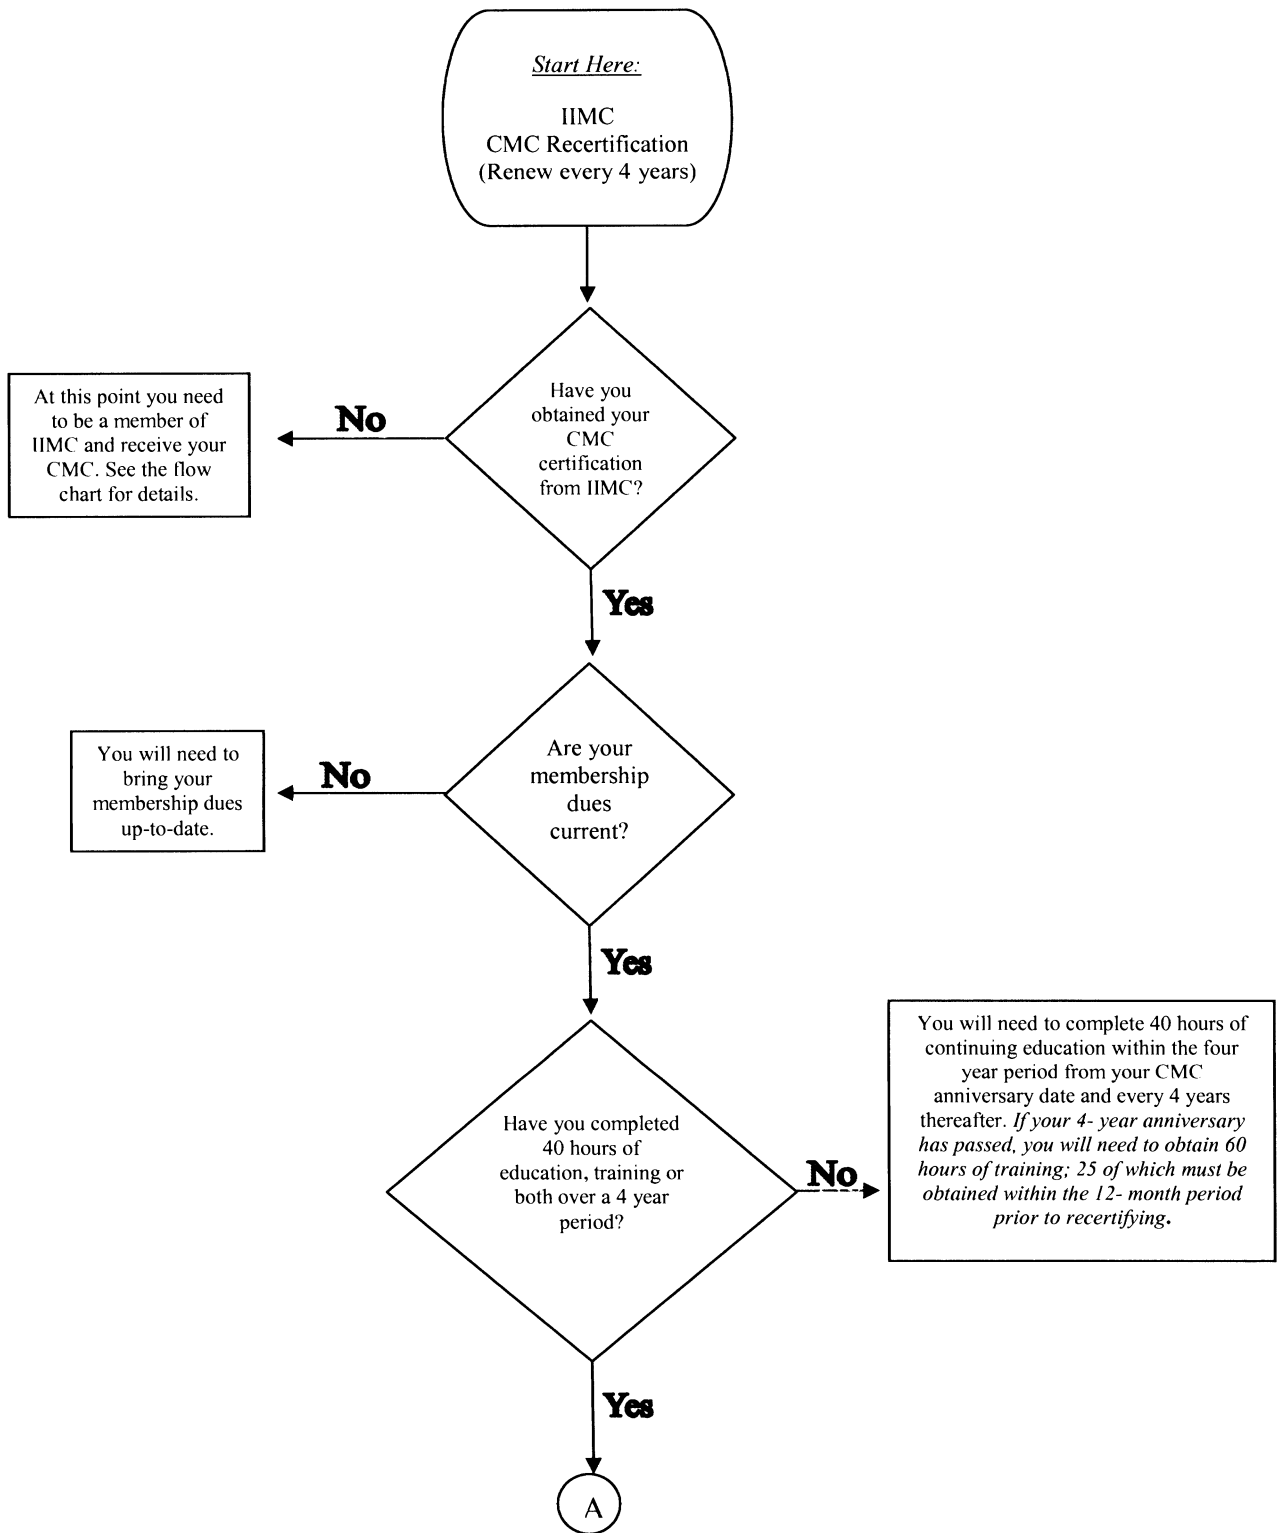 Start Here:
IIMC
CMC Recertification
(Renew every 4 years)
Have you
obtained your
CMC
certification
from IIMC?
No
At this point you need
to be a member of
IIMC and receive your
CMC. See the flow
chart for details.
Yes
Are your
membership
dues
current?
No
You will need to
bring your
membership dues
up-to-date.
Yes
Have you completed
40 hours of
education, training or
both over a 4 year
period?
No
You will need to complete 40 hours of
continuing education within the four
year period from your CMC
anniversary date and every 4 years
thereafter. If your 4- year anniversary
has passed, you will need to obtain 60
hours of training; 25 of which must be
obtained within the 12- month period
prior to recertifying.
Yes
A